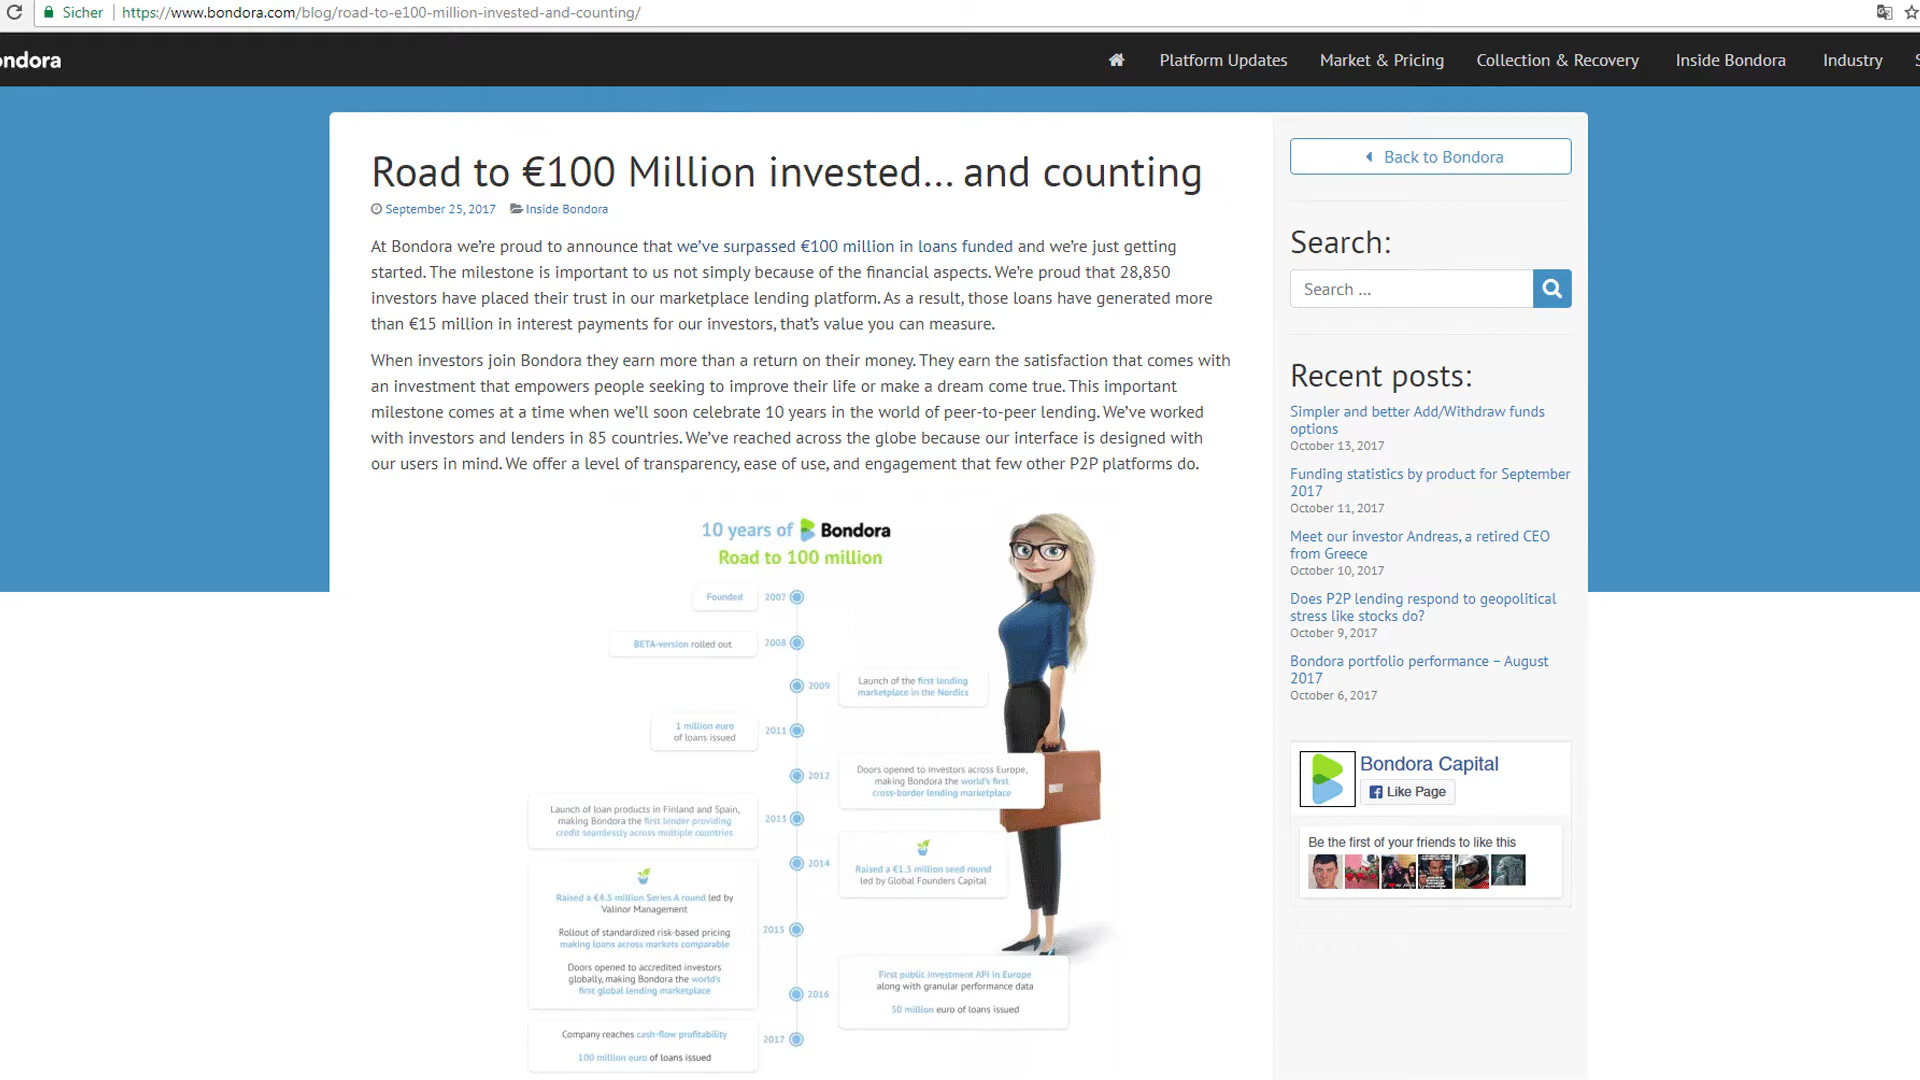 Sicher
https://www.bondora.com/blog/road-to-e100-million-invested-and-counting/
ondora
Platform Updates
Market & Pricing
Collection & Recovery
Inside Bondora
Industry
S
Road to €100 Million invested… and counting
September 25, 2017 Inside Bondora
At Bondora we're proud to announce that we've surpassed €100 million in loans funded and we're just getting
started. The milestone is important to us not simply because of the financial aspects. We're proud that 28,850
investors have placed their trust in our marketplace lending platform. As a result, those loans have generated more
than €15 million in interest payments for our investors, that's value you can measure.
When investors join Bondora they earn more than a return on their money. They earn the satisfaction that comes with
an investment that empowers people seeking to improve their life or make a dream come true. This important
milestone comes at a time when we'll soon celebrate 10 years in the world of peer-to-peer lending. We've worked
with investors and lenders in 85 countries. We've reached across the globe because our interface is designed with
our users in mind. We offer a level of transparency, ease of use, and engagement that few other P2P platforms do.
10 years of Bondora
Road to 100 million
Founded 2007
BETA-version rolled out 2008
2009 Launch of the first lending
marketplace in the Nordics
1 million euro
of loans issued
2011
2012
Doors opened to investors across Europe,
making Bondora the world's first
cross-border lending marketplace
Launch of loan products in Finland and Spain,
making Bondora the first lender providing
credit seamlessly across multiple countries
2013
2014
Raised a €1.3 million seed round
led by Global Founders Capital
Raised a €4.5 million Series A round led by
Valinor Management
Rollout of standardized risk-based pricing
making loans across markets comparable
Doors opened to accredited investors
globally, making Bondora the world's
first global lending marketplace
2015
2016
First public investment API in Europe
along with granular performance data
50 million euro of loans issued
Company reaches cash-flow profitability
100 million euro of loans issued
2017
Back to Bondora
Search:
Search ...
Recent posts:
Simpler and better Add/Withdraw funds
options
October 13, 2017
Funding statistics by product for September
2017
October 11, 2017
Meet our investor Andreas, a retired CEO
from Greece
October 10, 2017
Does P2P lending respond to geopolitical
stress like stocks do?
October 9, 2017
Bondora portfolio performance – August
2017
October 6, 2017
Bondora Capital
Like Page
Be the first of your friends to like this